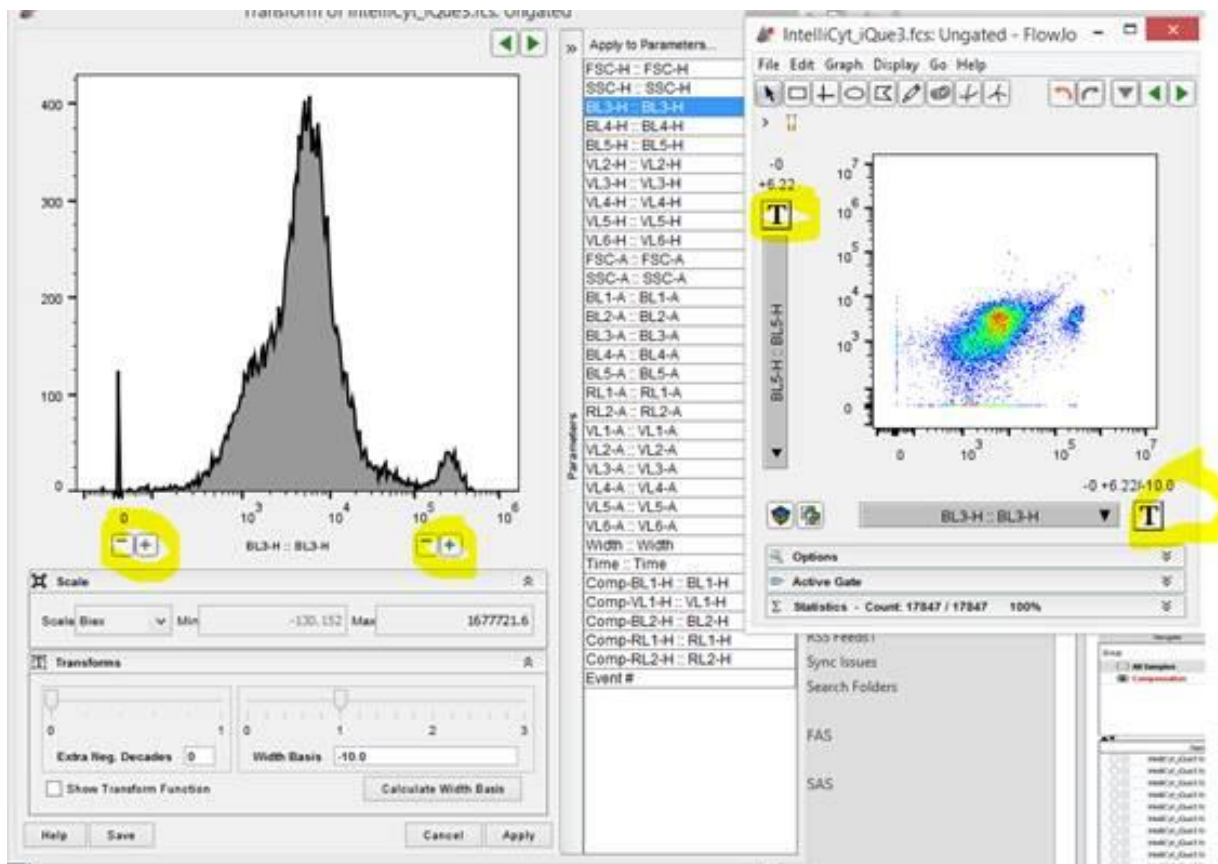 Transform of IntelliCyt_iQue3.fcs: Ungated
400
300
200
100
0
0 10^3 10^4 10^5 10^6
− +
− +
BL3-H :: BL3-H
Scale
Scale Biex Min -130.152 Max 1677721.6
T Transforms
0 1
0 1 2 3
Extra Neg. Decades 0 Width Basis -10.0
Show Transform Function Calculate Width Basis
Help Save Cancel Apply
Parameters
» Apply to Parameters...
FSC-H :: FSC-H
SSC-H :: SSC-H
BL3-H :: BL3-H
BL4-H :: BL4-H
BL5-H :: BL5-H
VL2-H :: VL2-H
VL3-H :: VL3-H
VL4-H :: VL4-H
VL5-H :: VL5-H
VL6-H :: VL6-H
FSC-A :: FSC-A
SSC-A :: SSC-A
BL1-A :: BL1-A
BL2-A :: BL2-A
BL3-A :: BL3-A
BL4-A :: BL4-A
BL5-A :: BL5-A
RL1-A :: RL1-A
RL2-A :: RL2-A
VL1-A :: VL1-A
VL2-A :: VL2-A
VL3-A :: VL3-A
VL4-A :: VL4-A
VL5-A :: VL5-A
VL6-A :: VL6-A
Width :: Width
Time :: Time
Comp-BL1-H :: BL1-H
Comp-VL1-H :: VL1-H
Comp-BL2-H :: BL2-H
Comp-RL1-H :: RL1-H
Comp-RL2-H :: RL2-H
Event #
IntelliCyt_iQue3.fcs: Ungated - FlowJo
File Edit Graph Display Go Help
-0
+6.22
T
BL5-H :: BL5-H
10^7
10^6
10^5
10^4
10^3
0
0 10^3 10^5 10^7
-0 +6.22/-10.0
BL3-H :: BL3-H T
Options
Active Gate
Σ Statistics - Count: 17847 / 17847 100%
RSS Feeds1
Sync Issues
Search Folders
FAS
SAS
Group
All Samples
Compensation